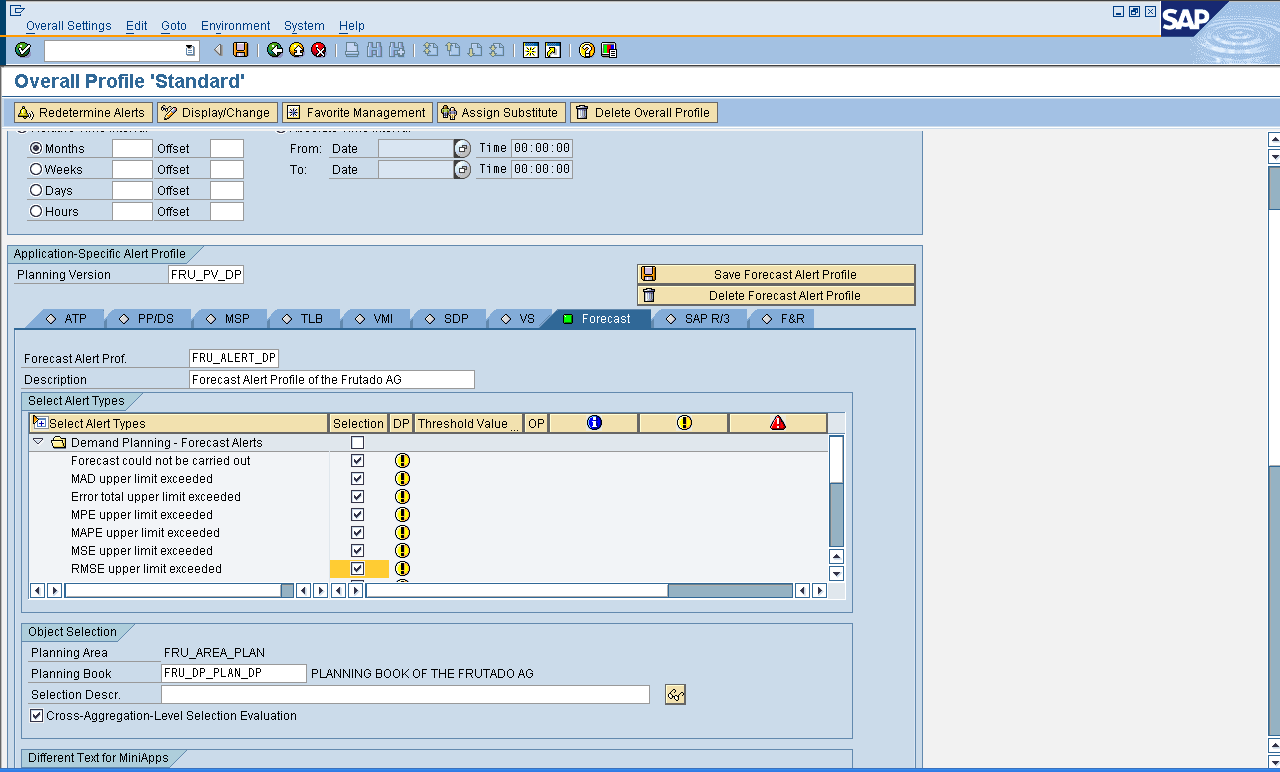 Overall Settings Edit Goto Environment System Help
SAP
Overall Profile 'Standard'
Redetermine Alerts Display/Change Favorite Management Assign Substitute Delete Overall Profile
Months Offset From: Date Time 00:00:00
Weeks Offset To: Date Time 00:00:00
Days Offset
Hours Offset
Application-Specific Alert Profile
Planning Version FRU_PV_DP
Save Forecast Alert Profile
Delete Forecast Alert Profile
ATP PP/DS MSP TLB VMI SDP VS Forecast SAP R/3 F&R
Forecast Alert Prof. FRU_ALERT_DP
Description Forecast Alert Profile of the Frutado AG
Select Alert Types
Select Alert Types Selection DP Threshold Value ... OP
Demand Planning - Forecast Alerts
Forecast could not be carried out
MAD upper limit exceeded
Error total upper limit exceeded
MPE upper limit exceeded
MAPE upper limit exceeded
MSE upper limit exceeded
RMSE upper limit exceeded
Object Selection
Planning Area FRU_AREA_PLAN
Planning Book FRU_DP_PLAN_DP PLANNING BOOK OF THE FRUTADO AG
Selection Descr.
Cross-Aggregation-Level Selection Evaluation
Different Text for MiniApps